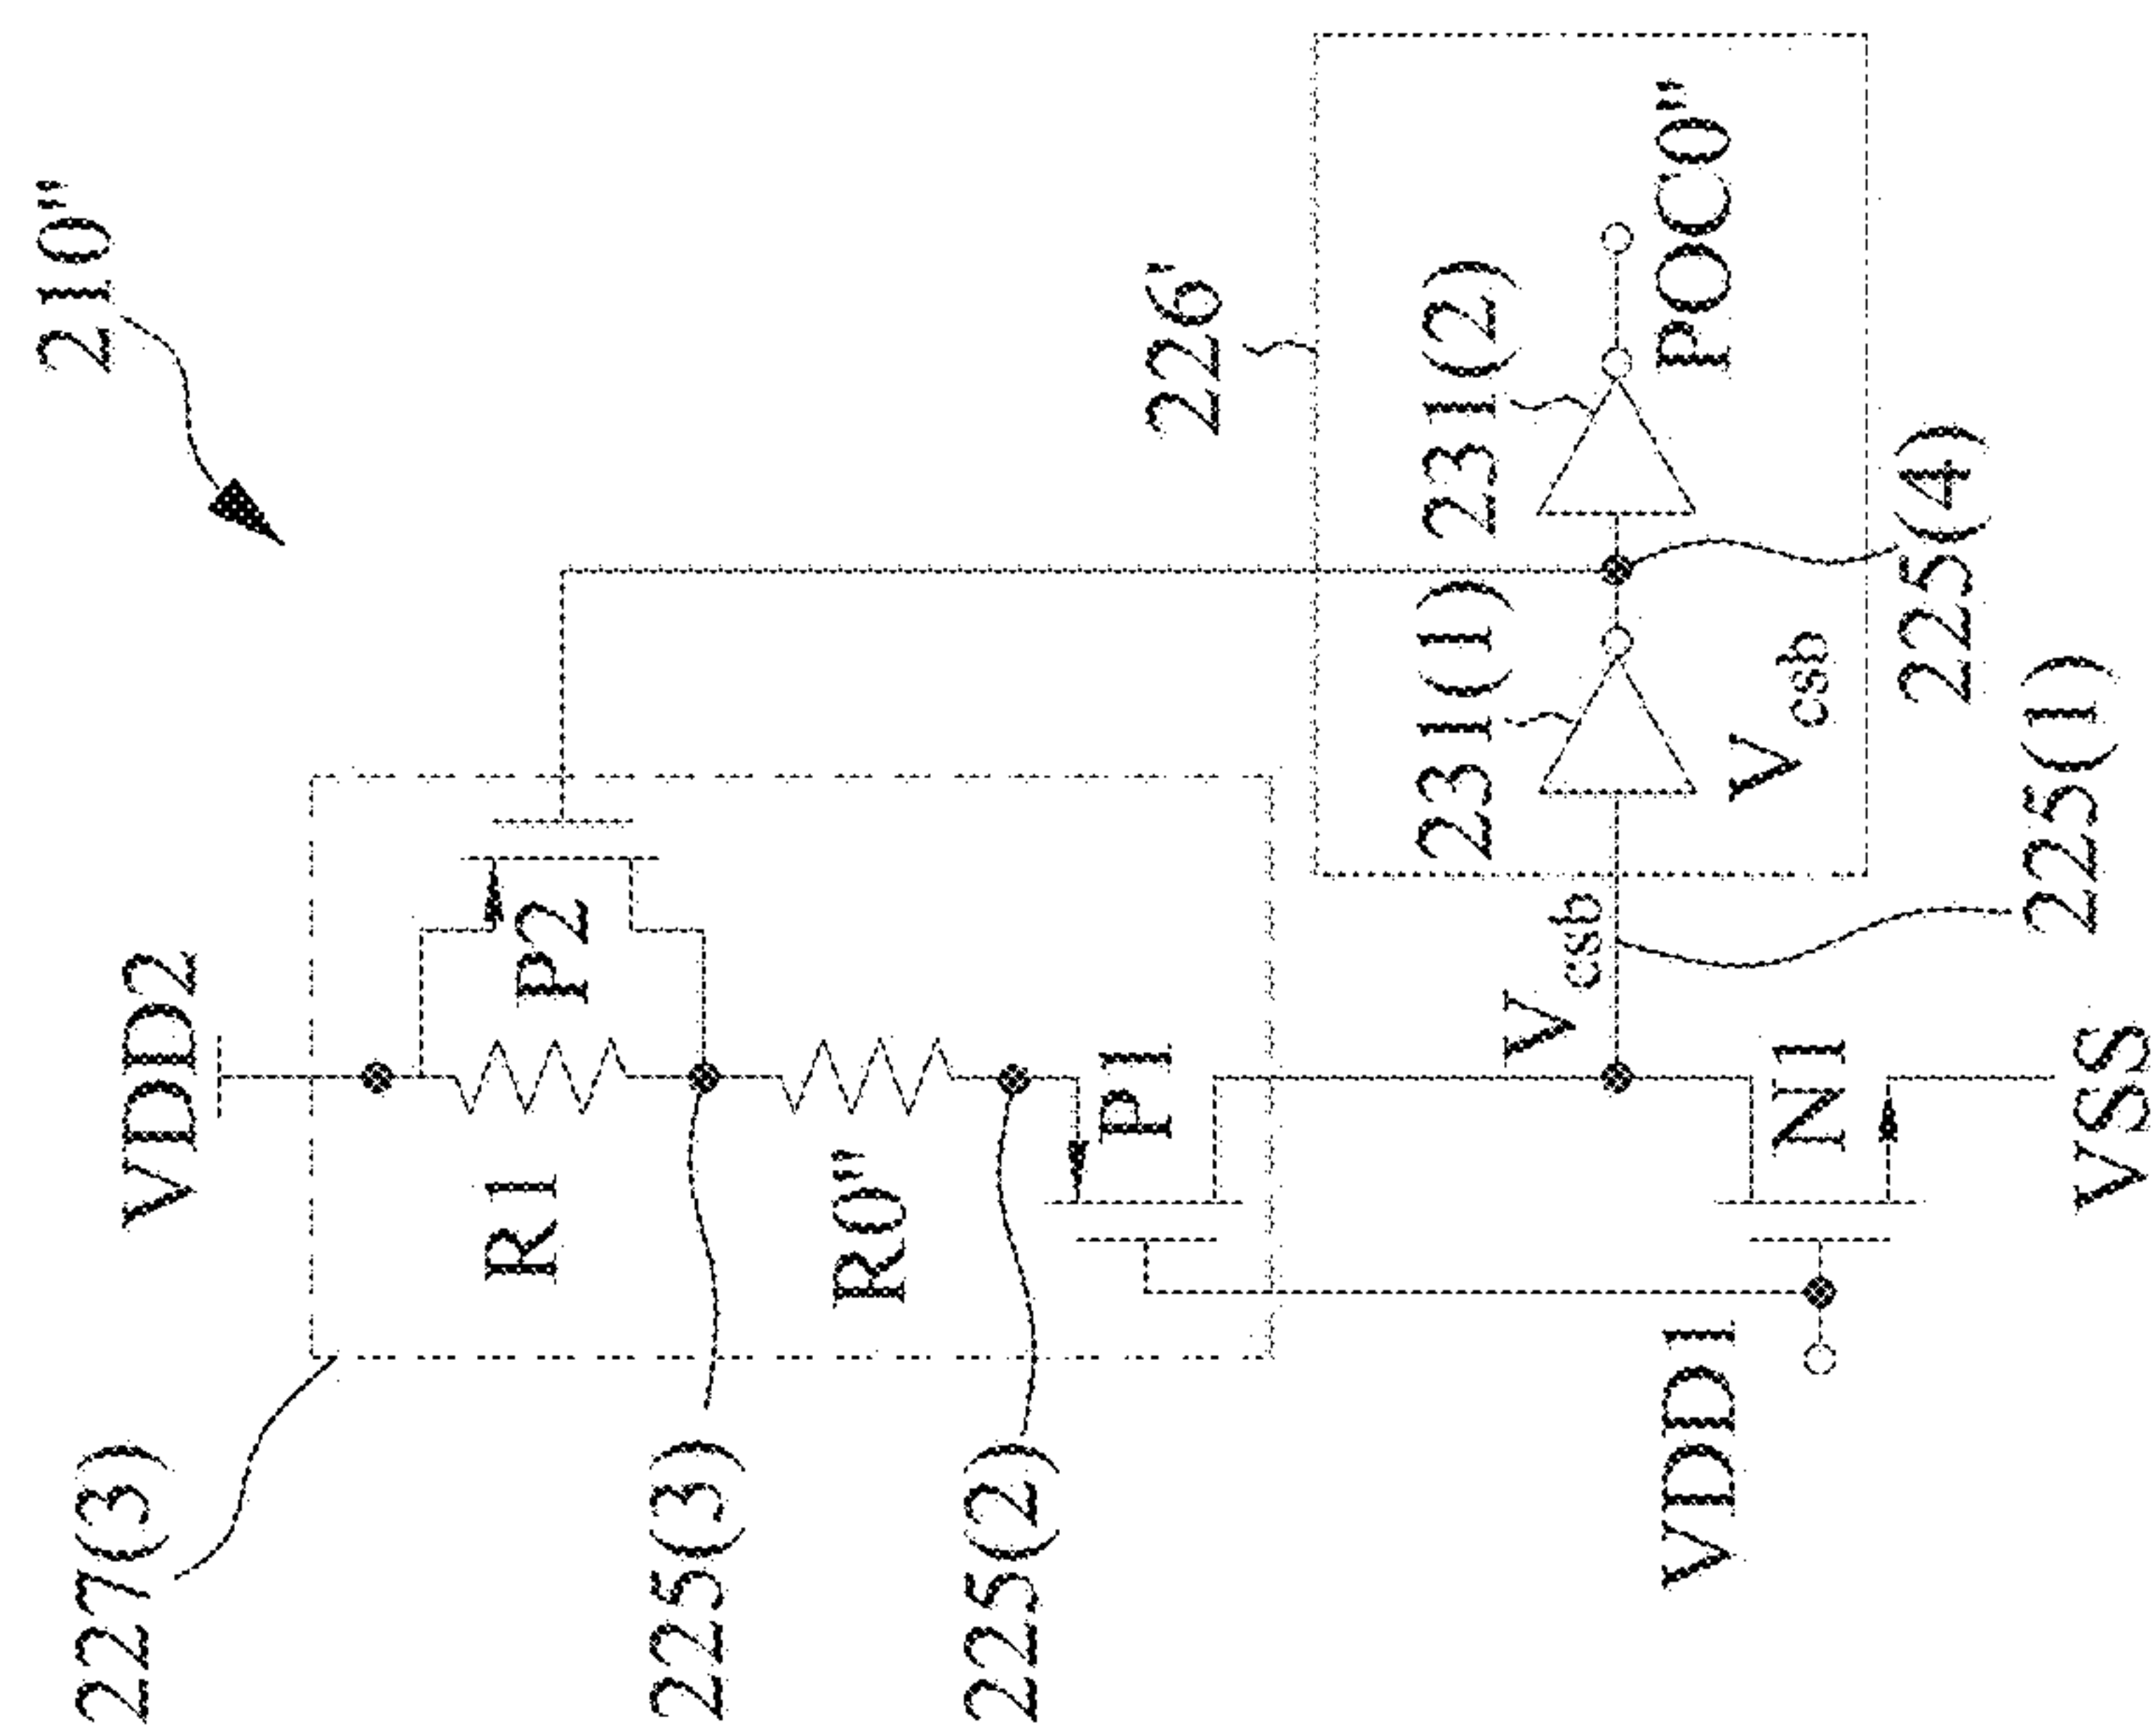 210"
VDD2
227(3)
R1
P2
225(3)
R0"
225(2)
P1
226'
231(1)
231(2)
Vcsb
Vcsb
POC0"
VDD1
N1
225(4)
225(1)
VSS